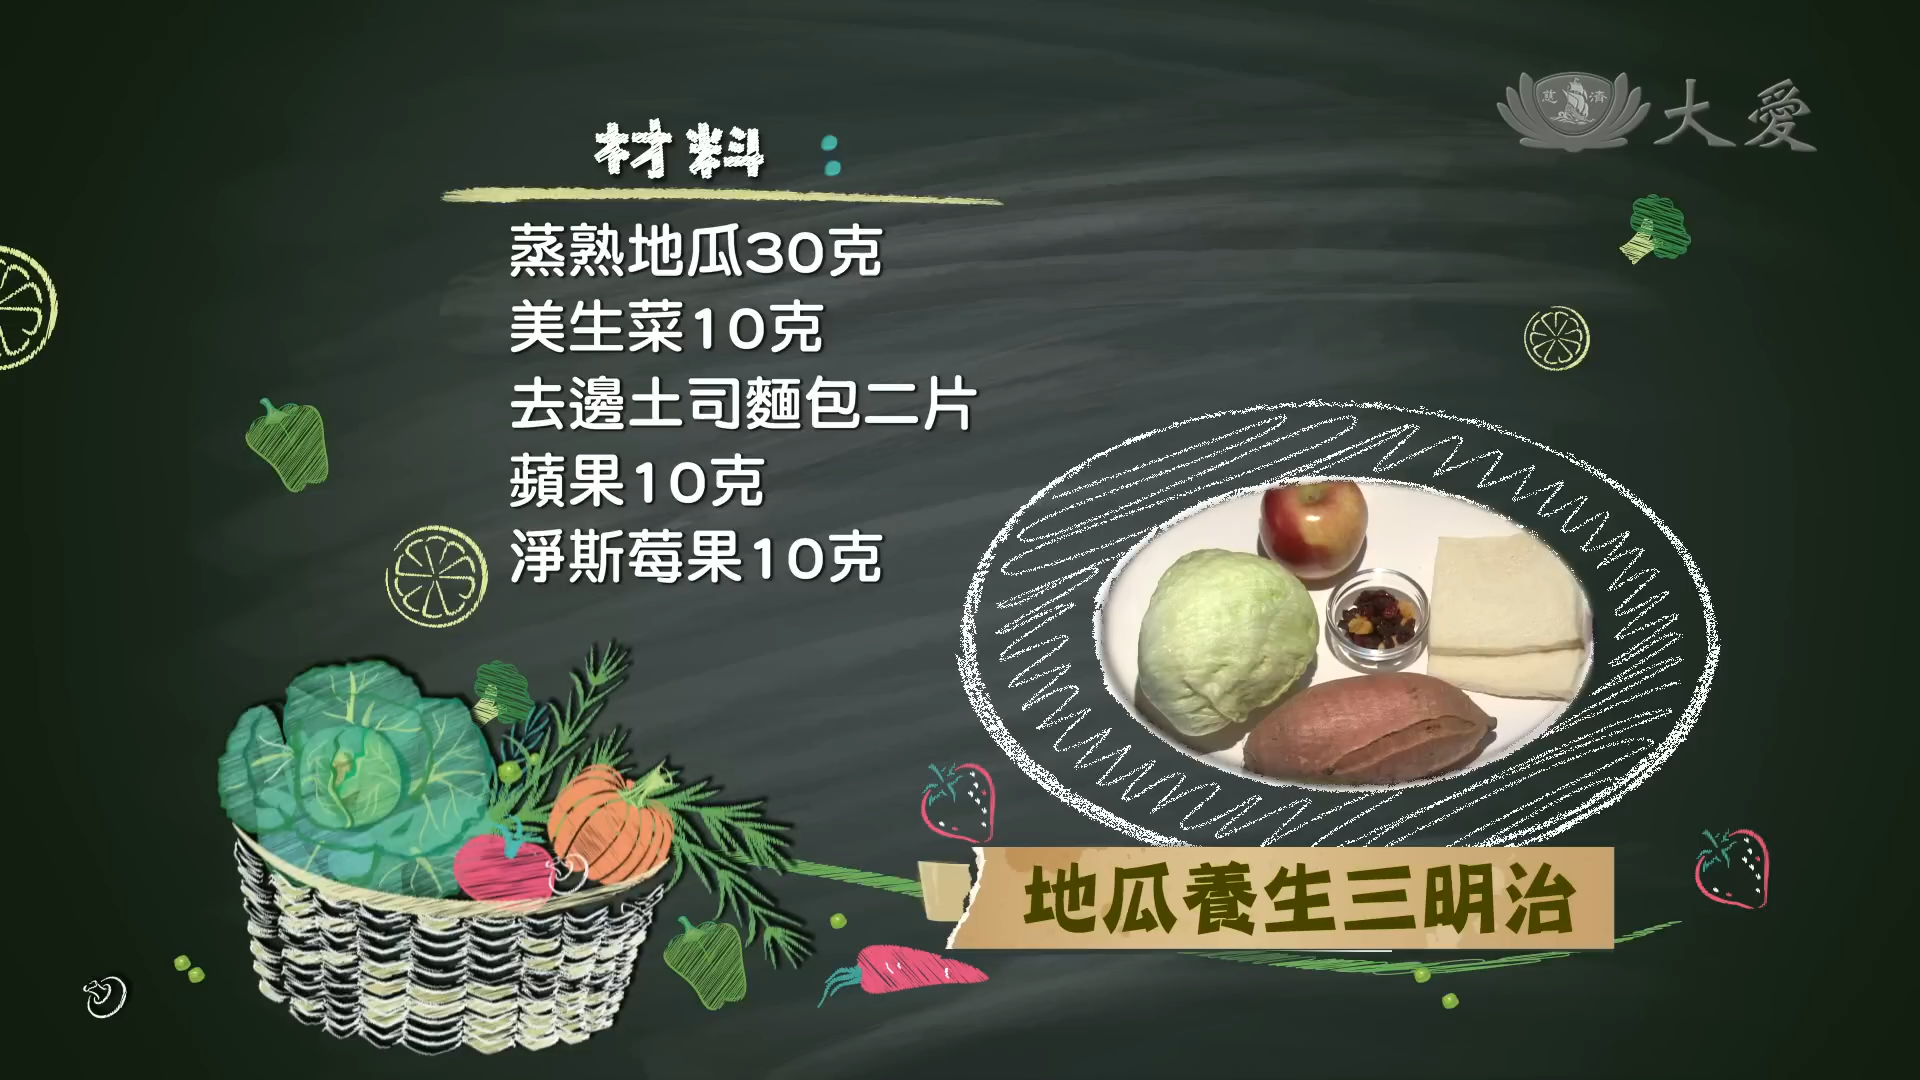 慈濟
大愛
材料：
蒸熟地瓜30克
美生菜10克
去邊土司麵包二片
蘋果10克
淨斯莓果10克
地瓜養生三明治